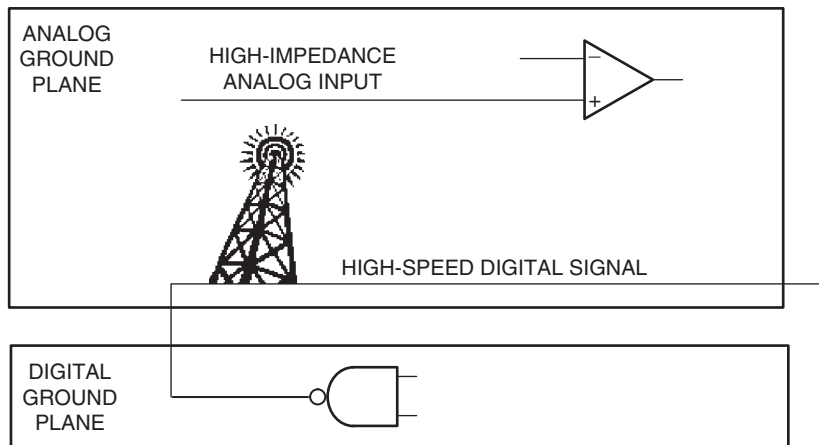 ANALOG
GROUND
PLANE
HIGH-IMPEDANCE
ANALOG INPUT
−
+
HIGH-SPEED DIGITAL SIGNAL
DIGITAL
GROUND
PLANE